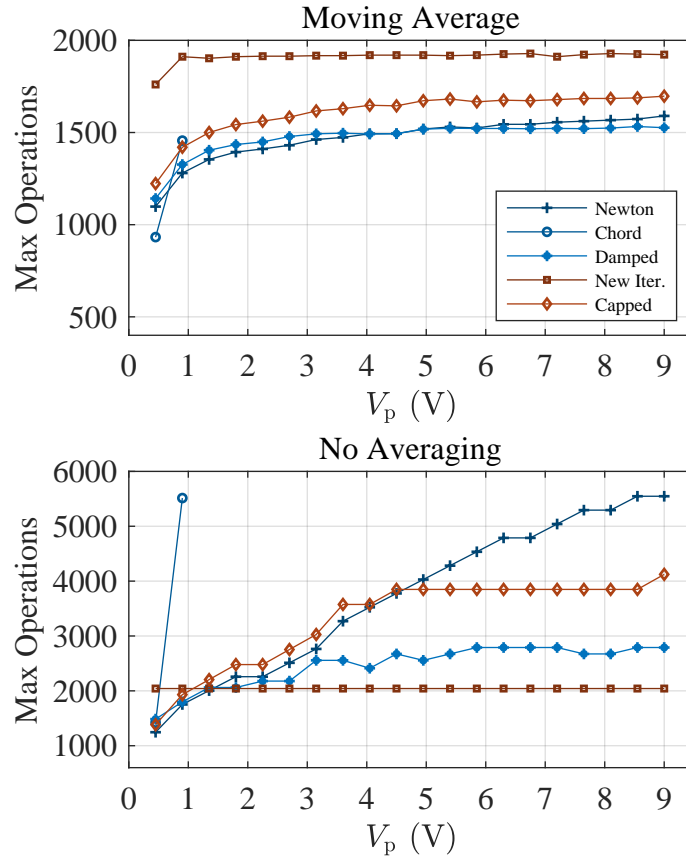 Moving Average
Max Operations
2000
1500
1000
500
Newton
Chord
Damped
New Iter.
Capped
0 1 2 3 4 5 6 7 8 9
Vp (V)
No Averaging
Max Operations
6000
5000
4000
3000
2000
1000
0 1 2 3 4 5 6 7 8 9
Vp (V)